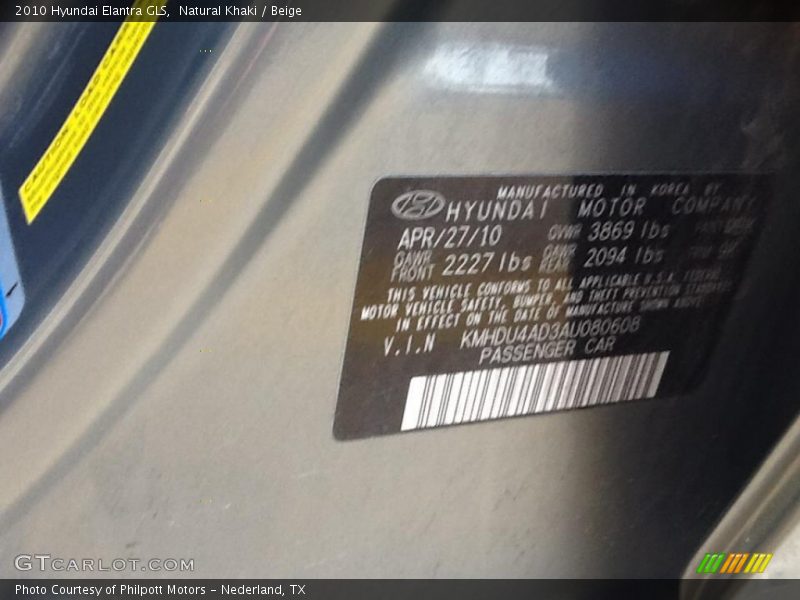 2010 Hyundai Elantra GLS, Natural Khaki / Beige
MANUFACTURED IN KOREA BY
HYUNDAI MOTOR COMPANY
APR/27/10 GVWR 3869 lbs
GAWR FRONT 2227 lbs GAWR REAR 2094 lbs
THIS VEHICLE CONFORMS TO ALL APPLICABLE U.S.A. FEDERAL
MOTOR VEHICLE SAFETY, BUMPER, AND THEFT PREVENTION STANDARDS
IN EFFECT ON THE DATE OF MANUFACTURE SHOWN ABOVE
V.I.N KMHDU4AD3AU080608
PASSENGER CAR
GTCARLOT.COM
Photo Courtesy of Philpott Motors - Nederland, TX